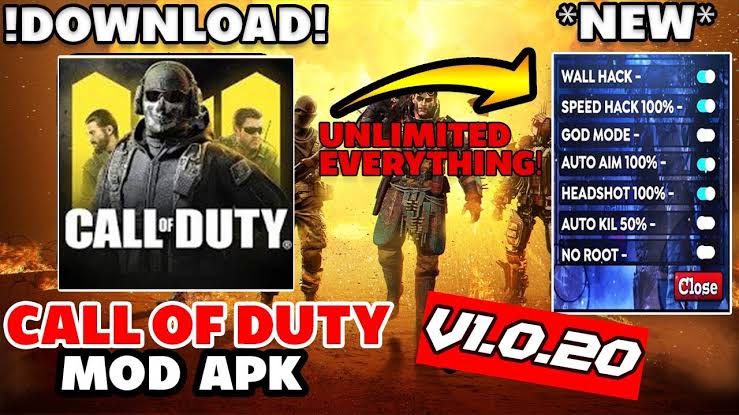 !DOWNLOAD!
*NEW*
CALL OF DUTY®
UNLIMITED
EVERYTHING!
WALL HACK -
SPEED HACK 100% -
GOD MODE -
AUTO AIM 100% -
HEADSHOT 100% -
AUTO KIL 50% -
NO ROOT -
Close
CALL OF DUTY
MOD APK
V1.0.20